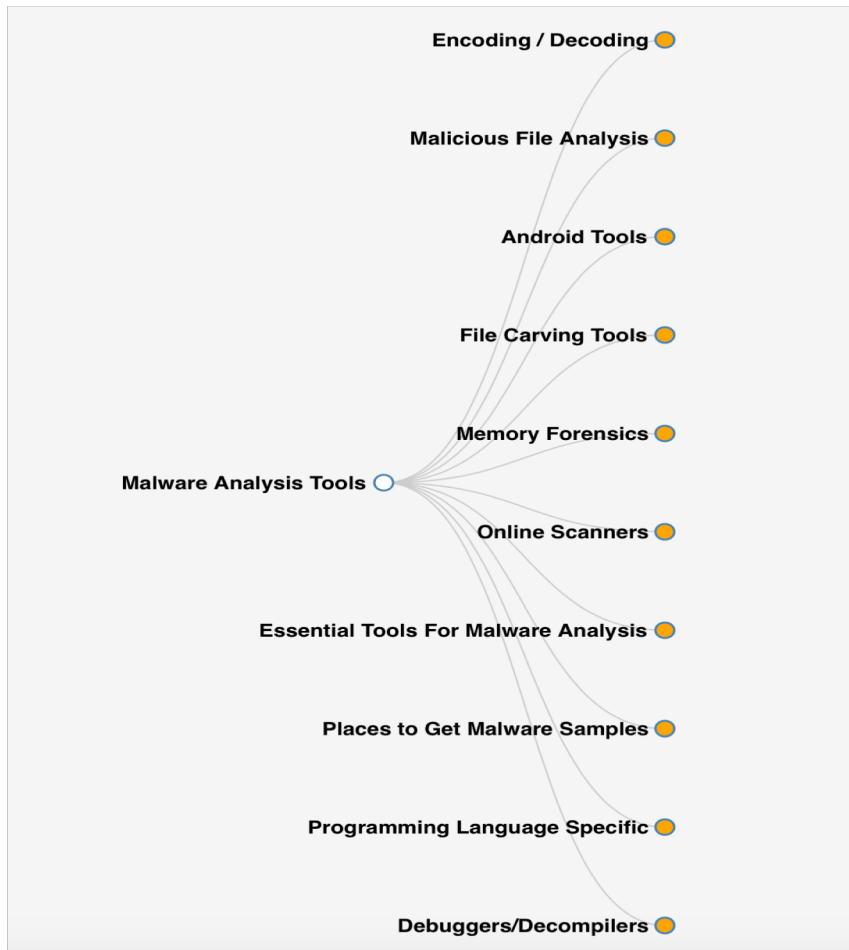 Encoding / Decoding
Malicious File Analysis
Android Tools
File Carving Tools
Memory Forensics
Malware Analysis Tools
Online Scanners
Essential Tools For Malware Analysis
Places to Get Malware Samples
Programming Language Specific
Debuggers/Decompilers